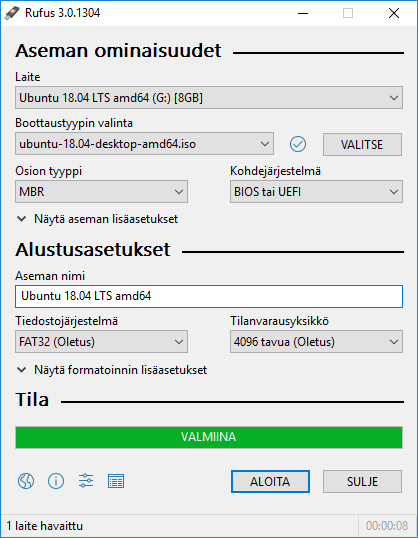 Rufus 3.0.1304
Aseman ominaisuudet
Laite
Ubuntu 18.04 LTS amd64 (G:) [8GB]
Boottaustyypin valinta
ubuntu-18.04-desktop-amd64.iso
VALITSE
Osion tyyppi
Kohdejärjestelmä
MBR
BIOS tai UEFI
Näytä aseman lisäasetukset
Alustusasetukset
Aseman nimi
Ubuntu 18.04 LTS amd64
Tiedostojärjestelmä
Tilanvarausyksikkö
FAT32 (Oletus)
4096 tavua (Oletus)
Näytä formatoinnin lisäasetukset
Tila
VALMIINA
ALOITA
SULJE
1 laite havaittu
00:00:08